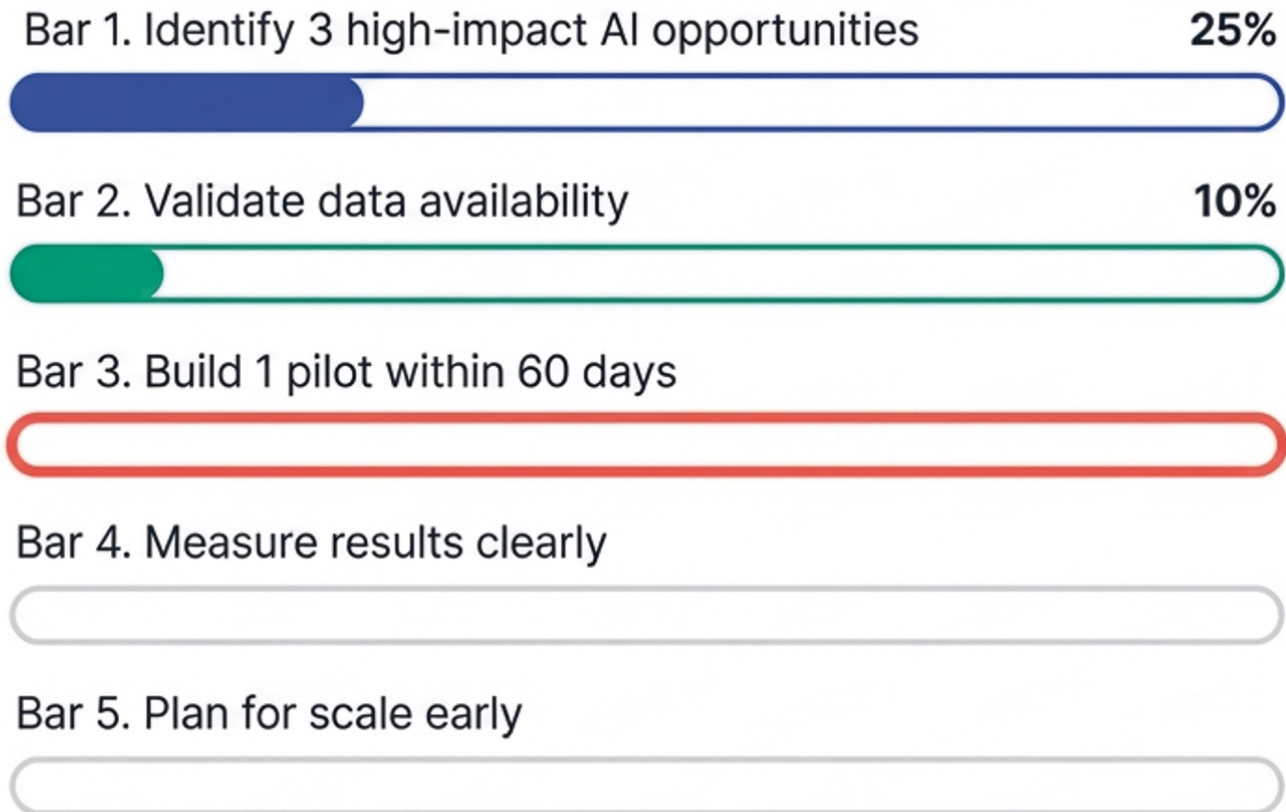 Bar 1. Identify 3 high-impact AI opportunities 25%
Bar 2. Validate data availability 10%
Bar 3. Build 1 pilot within 60 days
Bar 4. Measure results clearly
Bar 5. Plan for scale early